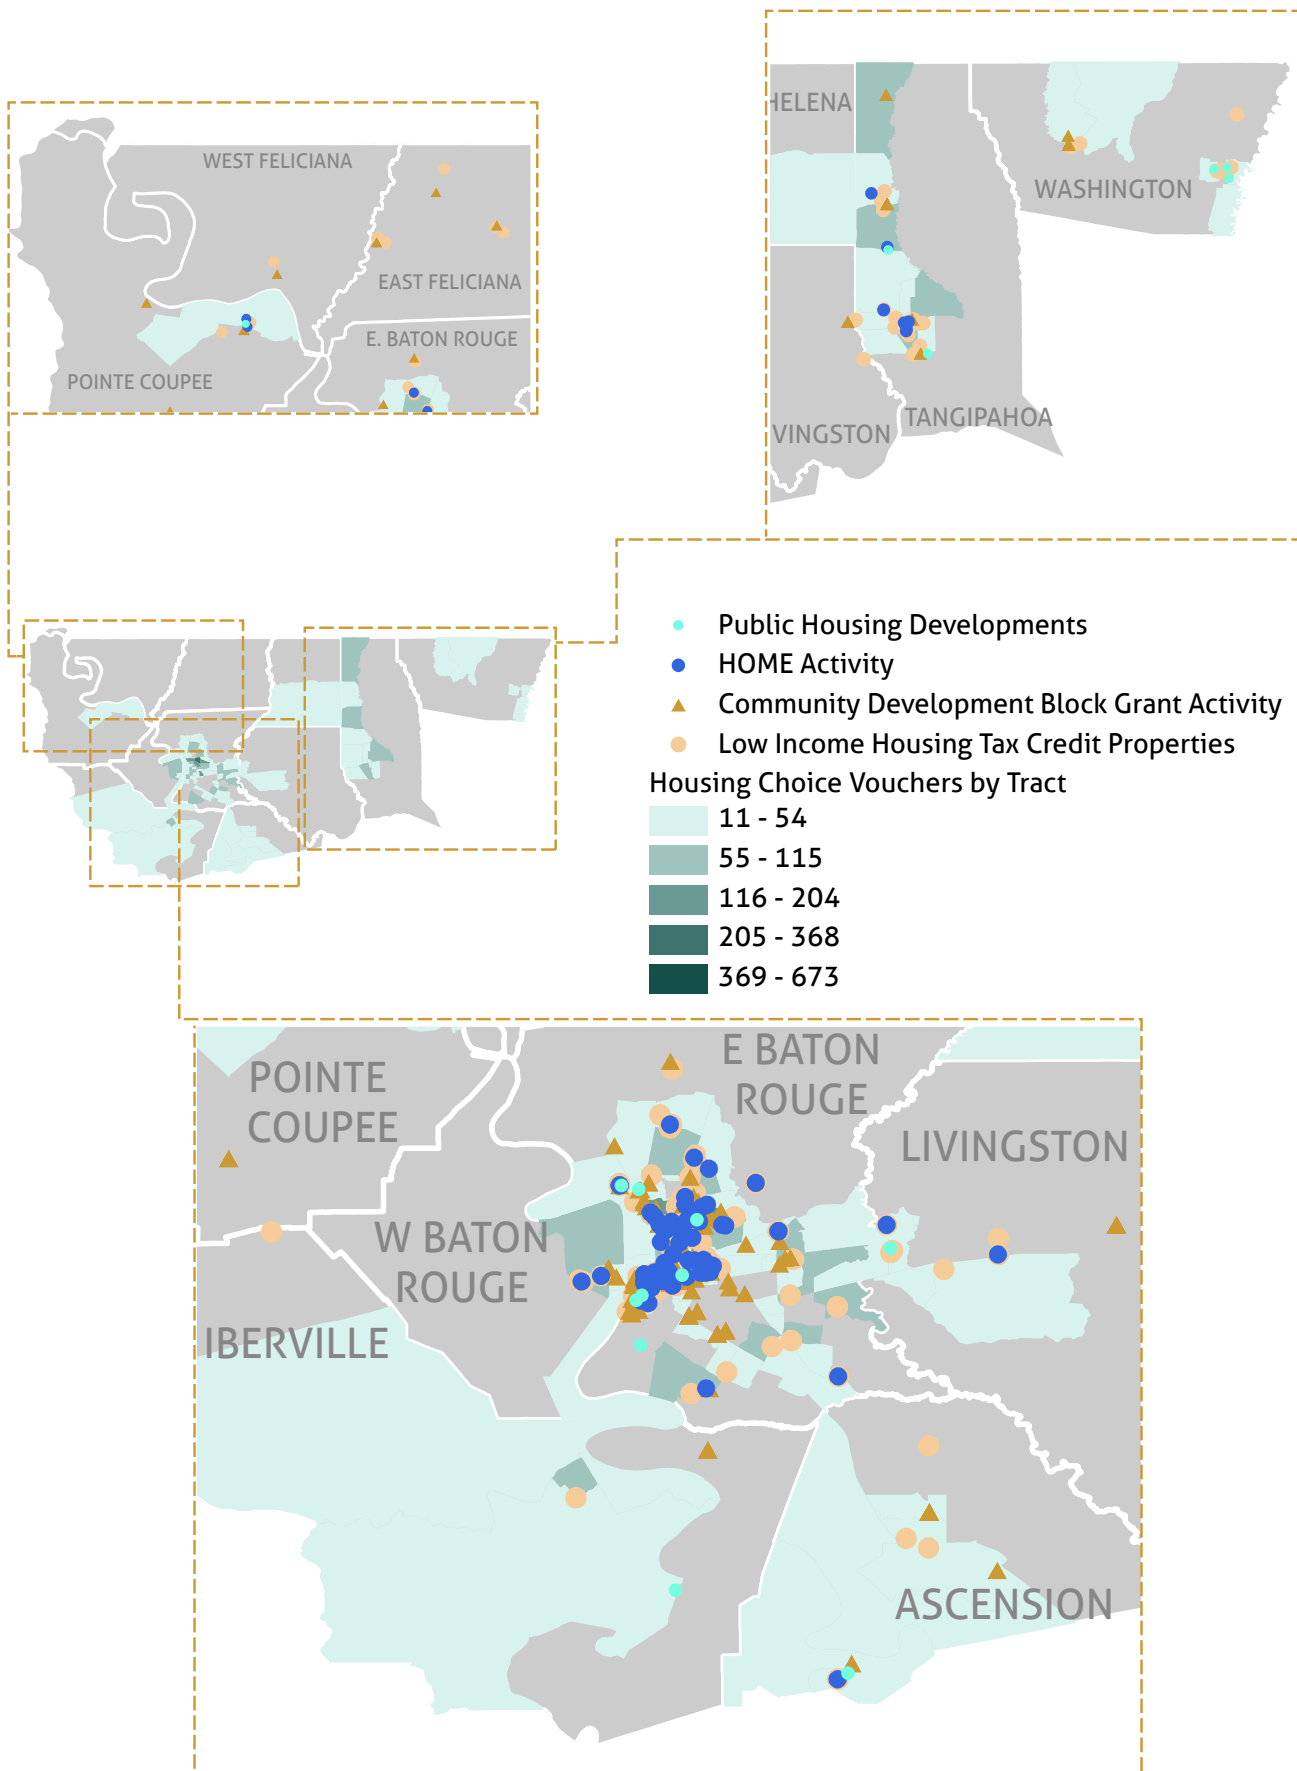 HELENA
WASHINGTON
VINGSTON
TANGIPAHOA
WEST FELICIANA
EAST FELICIANA
E. BATON ROUGE
POINTE COUPEE
Public Housing Developments
HOME Activity
Community Development Block Grant Activity
Low Income Housing Tax Credit Properties
Housing Choice Vouchers by Tract
11 - 54
55 - 115
116 - 204
205 - 368
369 - 673
POINTE
COUPEE
E BATON
ROUGE
LIVINGSTON
W BATON
ROUGE
IBERVILLE
ASCENSION